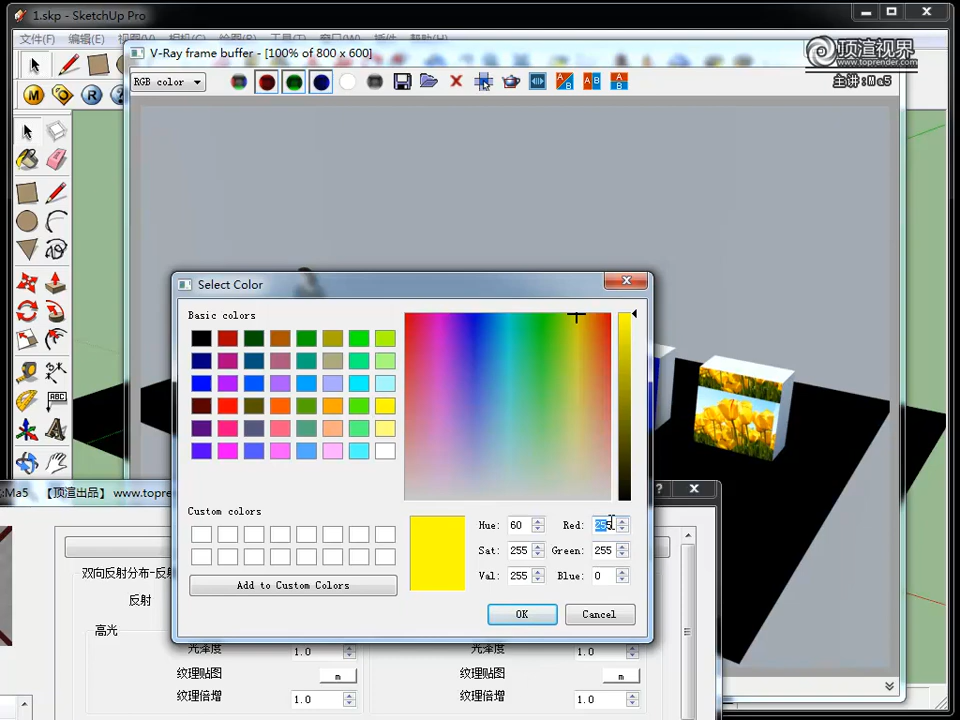 1.skp - SketchUp Pro
文件(F) 编辑(E)
V-Ray frame buffer - [100% of 800 x 600]
顶渲视界
www.toprender.com
主讲:Ma5
RGB color
M
R
Select Color
Basic colors
ABC
Custom colors
Hue: 60 Red: 255
Sat: 255 Green: 255
Val: 255 Blue: 0
Add to Custom Colors
OK Cancel
:Ma5 【顶渲出品】 www.topre
双向反射分布-反射
反射
高光
光泽度 1.0 光泽度 1.0
纹理贴图 m 纹理贴图 m
纹理倍增 1.0 纹理倍增 1.0